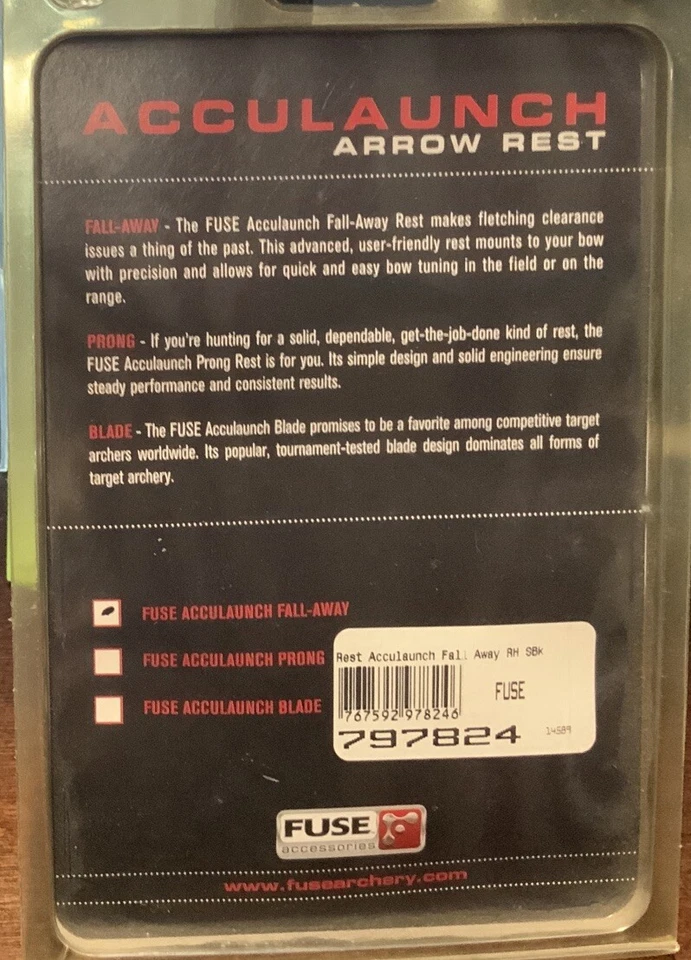 ACCULAUNCH
ARROW REST
FALL-AWAY - The FUSE Acculaunch Fall-Away Rest makes fletching clearance
issues a thing of the past. This advanced, user-friendly rest mounts to your bow
with precision and allows for quick and easy bow tuning in the field or on the
range.
PRONG - If you're hunting for a solid, dependable, get-the-job-done kind of rest, the
FUSE Acculaunch Prong Rest is for you. Its simple design and solid engineering ensure
steady performance and consistent results.
BLADE - The FUSE Acculaunch Blade promises to be a favorite among competitive target
archers worldwide. Its popular, tournament-tested blade design dominates all forms of
target archery.
FUSE ACCULAUNCH FALL-AWAY
FUSE ACCULAUNCH PRONG
FUSE ACCULAUNCH BLADE
Rest Acculaunch Fall Away RH SBk
FUSE
767592 978246
797824
14589
FUSE
accessories
www.fusearchery.com